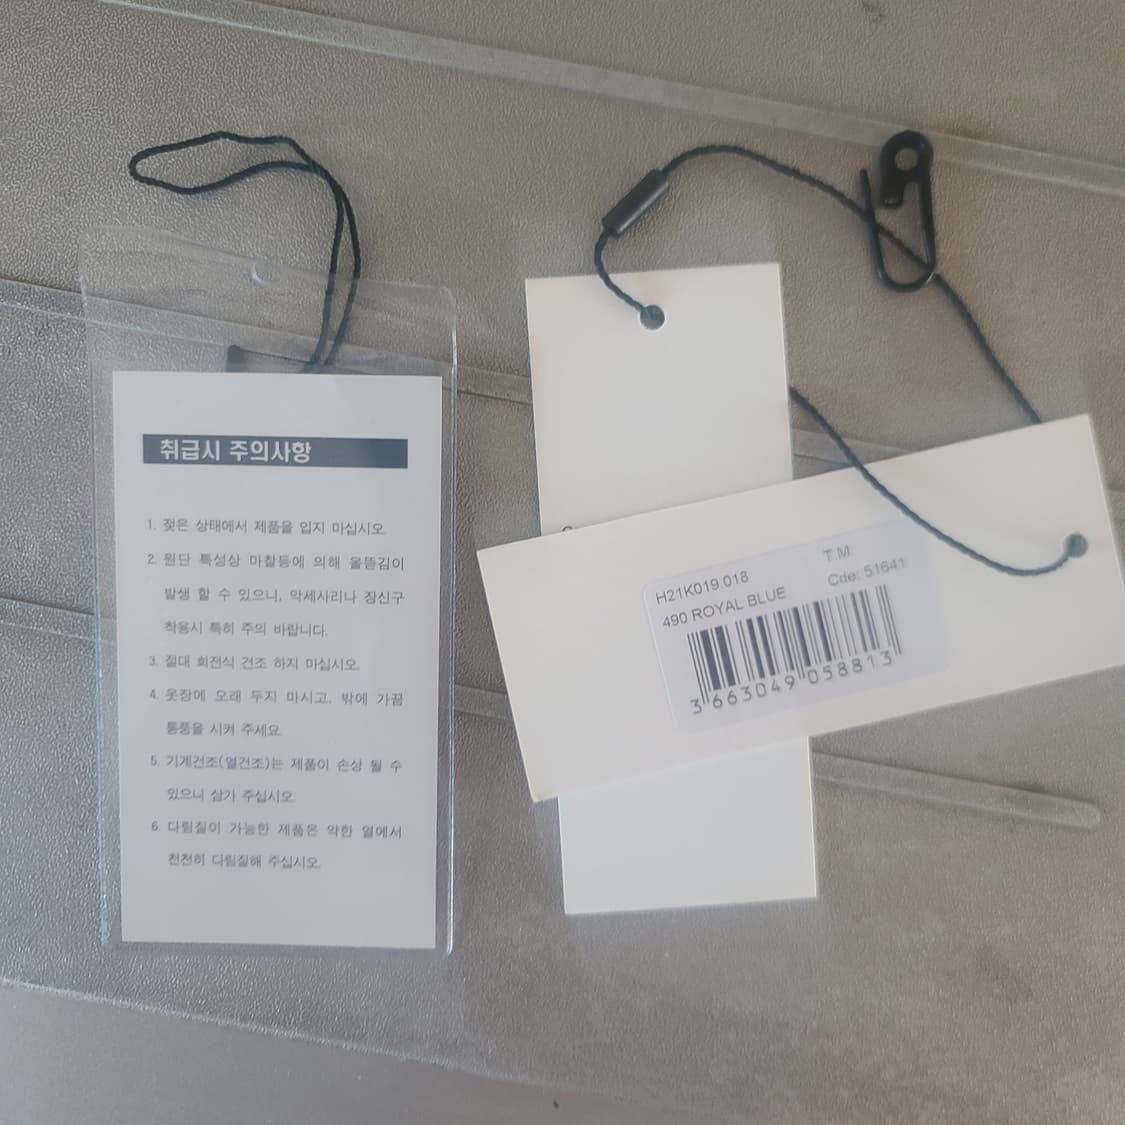 취급시 주의사항
1. 젖은 상태에서 제품을 입지 마십시오.
2. 원단 특성상 마찰등에 의해 올뜯김이
발생 할 수 있으니, 악세사리나 장신구
착용시 특히 주의 바랍니다.
3. 절대 회전식 건조 하지 마십시오.
4. 옷장에 오래 두지 마시고, 밖에 가끔
통풍을 시켜 주세요.
5. 기계건조(열건조)는 제품이 손상 될 수
있으니 삼가 주십시오.
6. 다림질이 가능한 제품은 약한 열에서
천천히 다림질해 주십시오.
T.M
H21K019.018 Cde: 51641
490 ROYAL BLUE
3 663049 058813